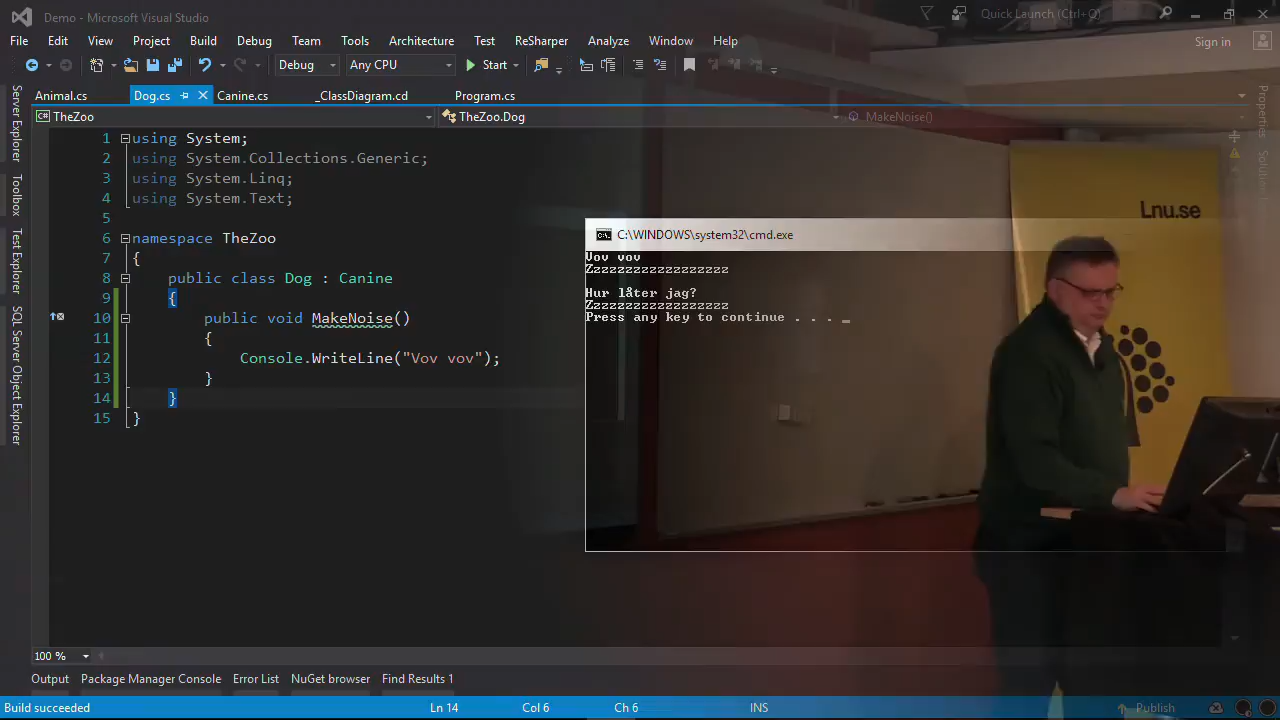 Demo - Microsoft Visual Studio
Quick Launch (Ctrl+Q)
File Edit View Project Build Debug Team Tools Architecture Test ReSharper Analyze Window Help
Sign in
Debug Any CPU Start
Animal.cs Dog.cs Canine.cs _ClassDiagram.cd Program.cs
TheZoo TheZoo.Dog MakeNoise()
Server Explorer
Toolbox
Test Explorer
SQL Server Object Explorer
Properties
1 using System;
2 using System.Collections.Generic;
3 using System.Linq;
4 using System.Text;
5
6 namespace TheZoo
7 {
8 public class Dog : Canine
9 {
10 public void MakeNoise()
11 {
12 Console.WriteLine("Vov vov");
13 }
14 }
15 }
C:\WINDOWS\system32\cmd.exe
Vov vov
Zzzzzzzzzzzzzzzzzz
Hur låter jag?
Zzzzzzzzzzzzzzzzzz
Press any key to continue . . . _
Lnu.se
100 %
Output Package Manager Console Error List NuGet browser Find Results 1
Build succeeded Ln 14 Col 6 Ch 6 INS Publish